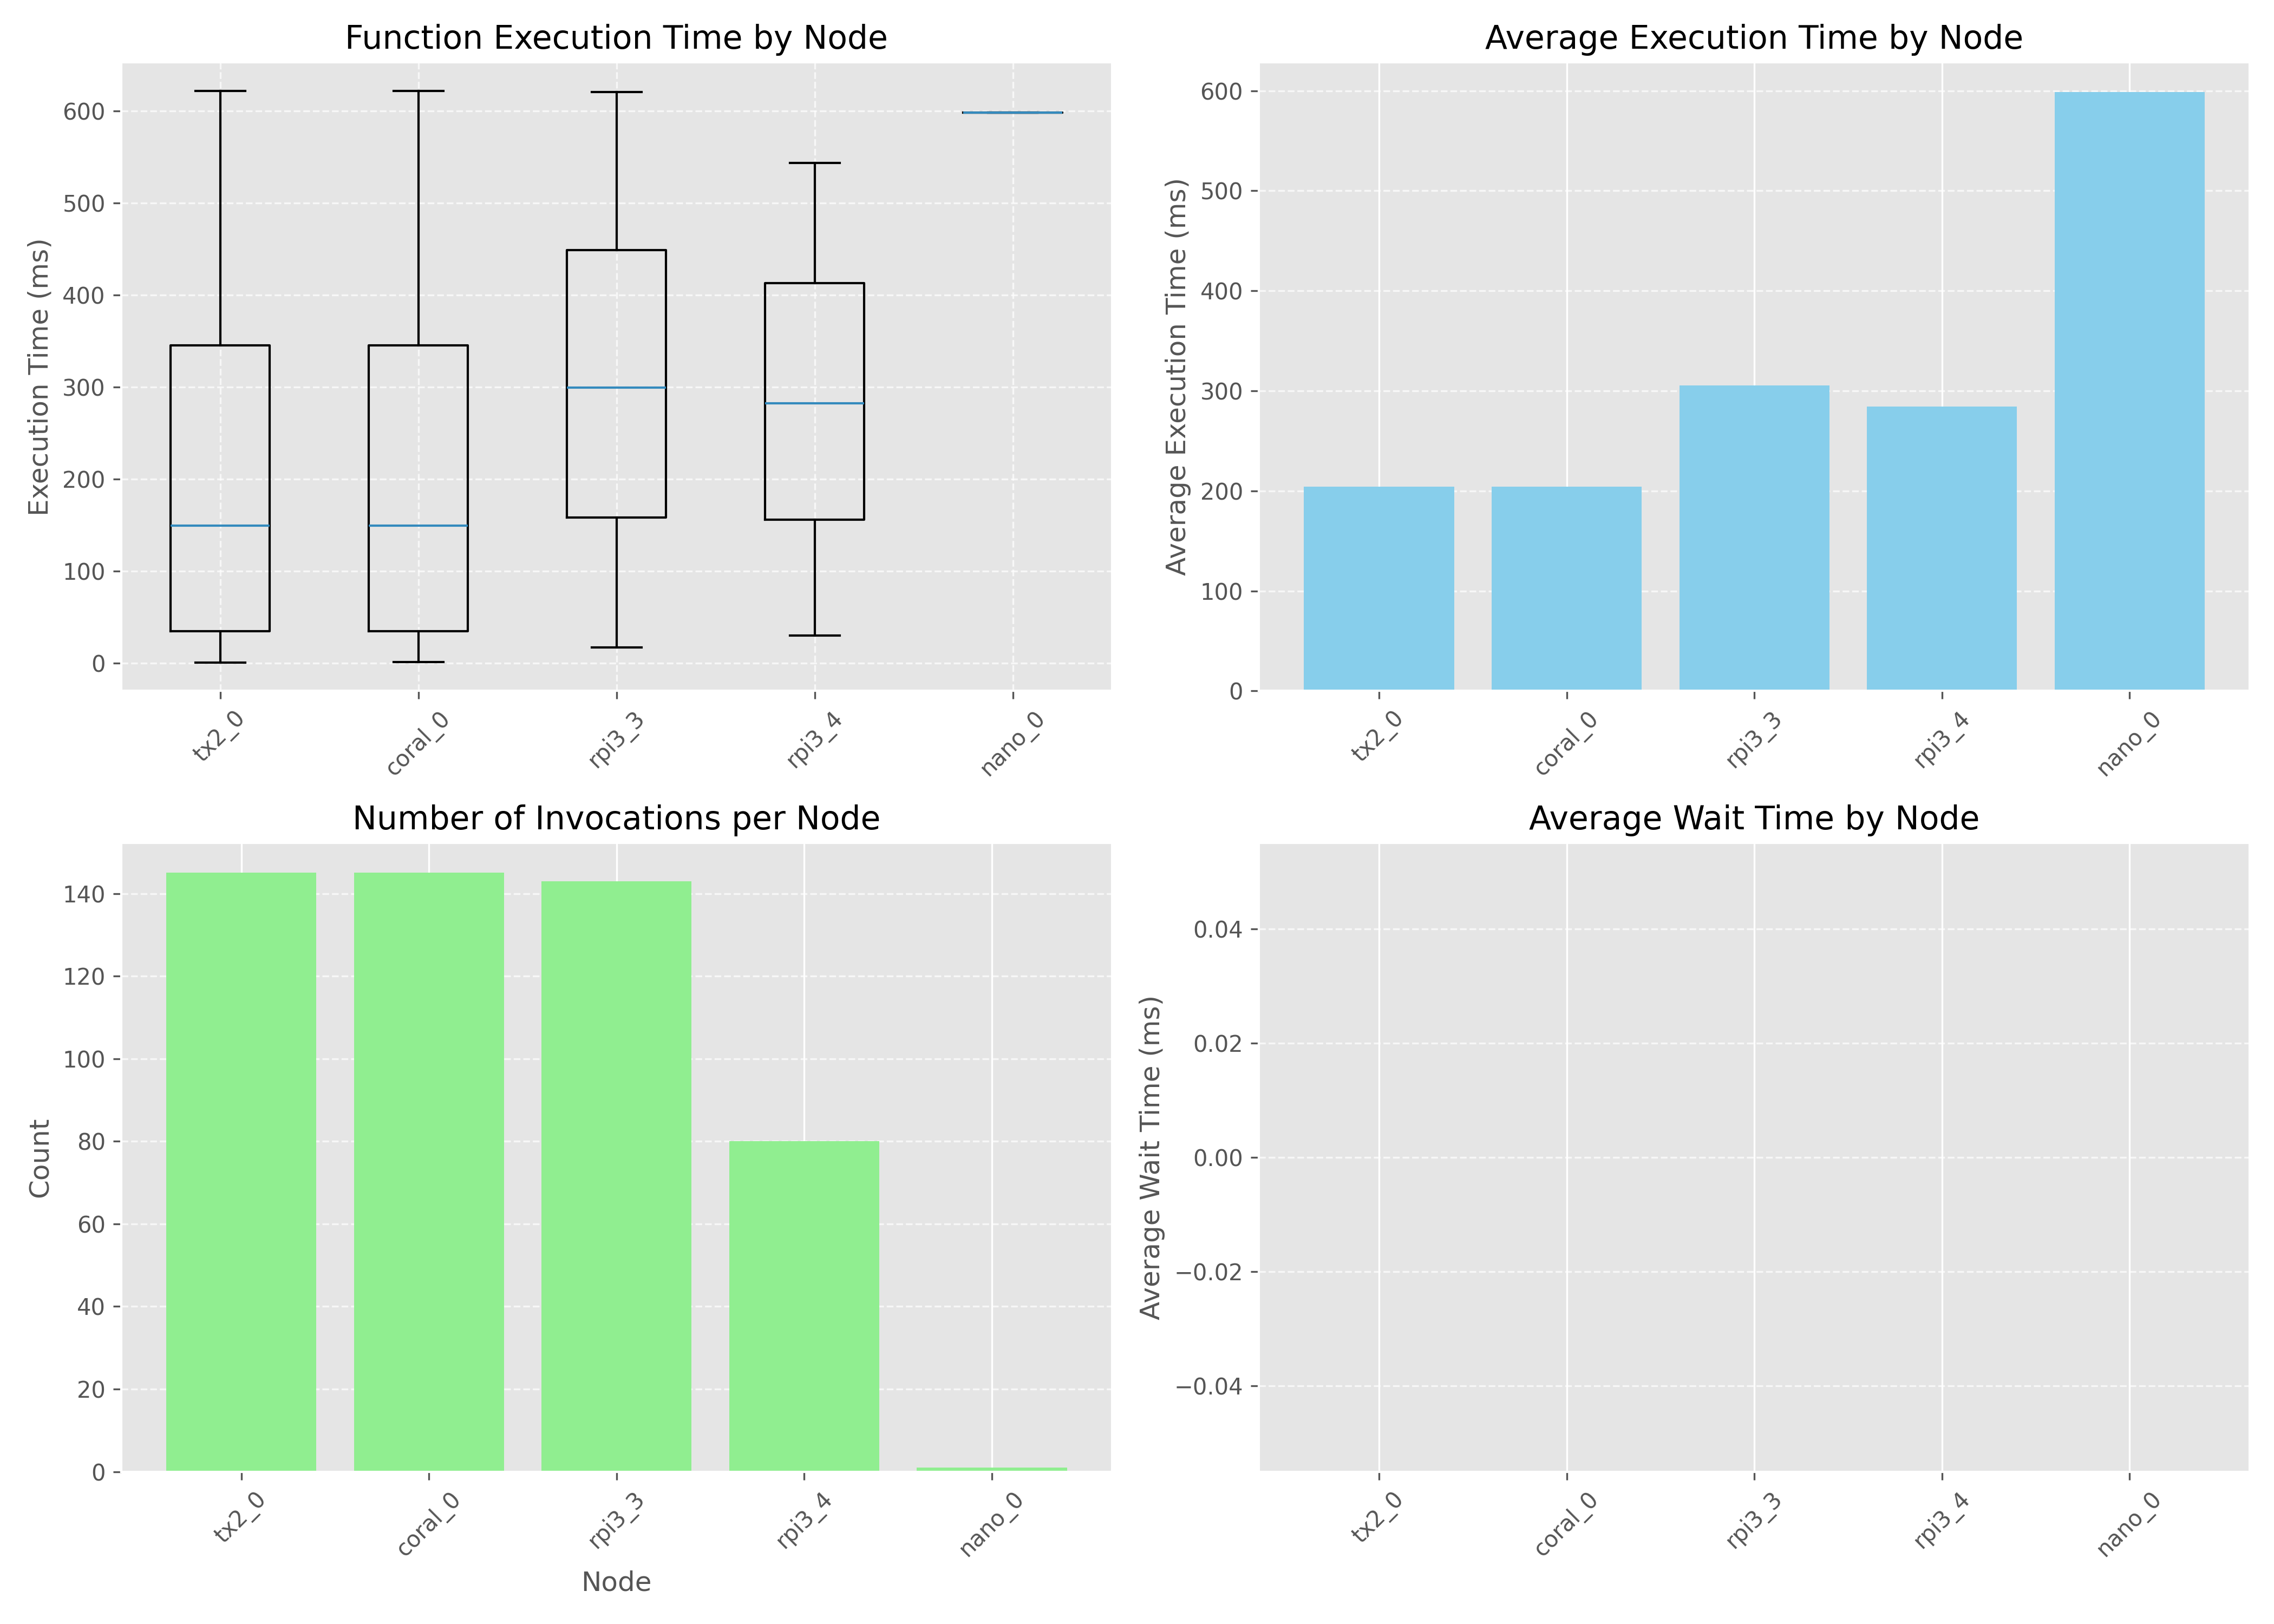 Function Execution Time by Node
Execution Time (ms)
600
500
400
300
200
100
0
tx2_0
coral_0
rpi3_3
rpi3_4
nano_0
Average Execution Time by Node
Average Execution Time (ms)
600
500
400
300
200
100
0
tx2_0
coral_0
rpi3_3
rpi3_4
nano_0
Number of Invocations per Node
Count
140
120
100
80
60
40
20
0
tx2_0
coral_0
rpi3_3
rpi3_4
nano_0
Node
Average Wait Time by Node
Average Wait Time (ms)
0.04
0.02
0.00
−0.02
−0.04
tx2_0
coral_0
rpi3_3
rpi3_4
nano_0